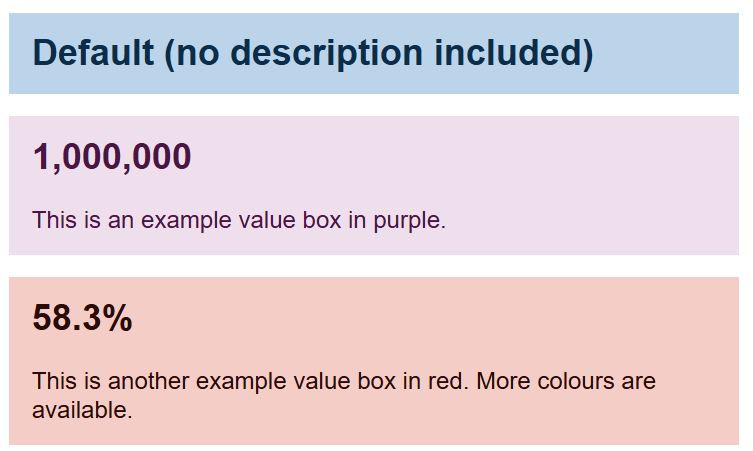 Default (no description included)
1,000,000
This is an example value box in purple.
58.3%
This is another example value box in red. More colours are
available.